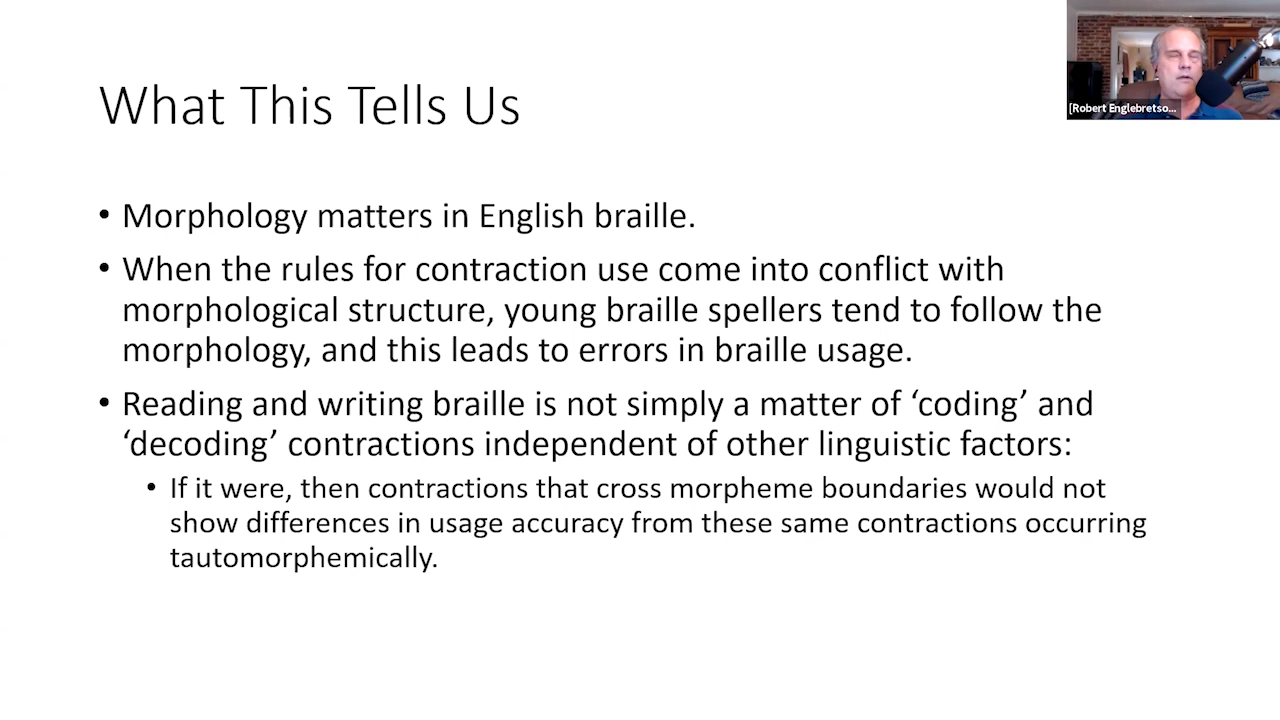 What This Tells Us
[Robert Englebretso...
• Morphology matters in English braille.
• When the rules for contraction use come into conflict with
morphological structure, young braille spellers tend to follow the
morphology, and this leads to errors in braille usage.
• Reading and writing braille is not simply a matter of ‘coding’ and
‘decoding’ contractions independent of other linguistic factors:
• If it were, then contractions that cross morpheme boundaries would not
show differences in usage accuracy from these same contractions occurring
tautomorphemically.